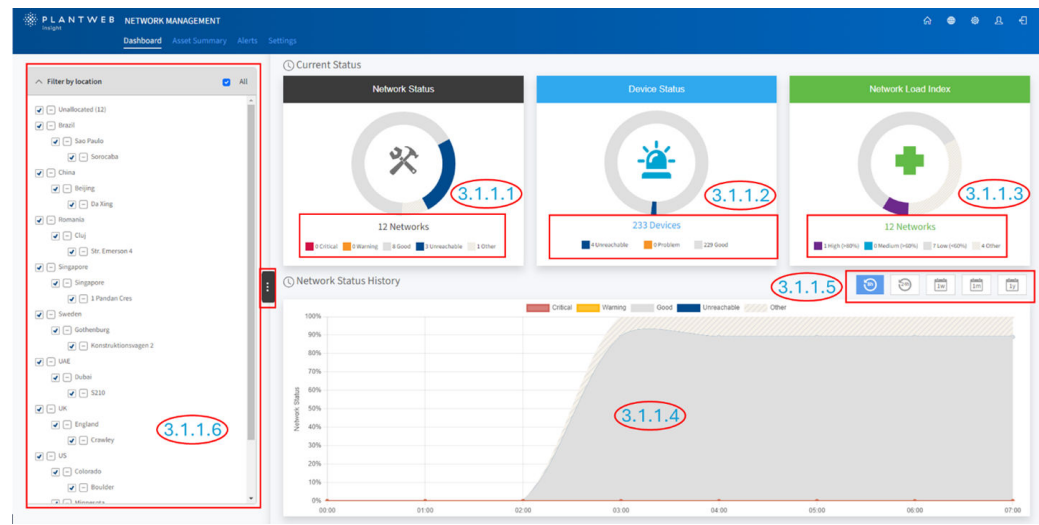 PLANTWEB NETWORK MANAGEMENT
Insight
Dashboard Asset Summary Alerts Settings
Filter by location All
Unallocated (12)
Brazil
Sao Paulo
Sorocaba
China
Beijing
Da Xing
Romania
Cluj
Str. Emerson 4
Singapore
Singapore
1 Pandan Cres
Sweden
Gothenburg
Konstruktionsvagen 2
UAE
Dubai
S210
UK
England
Crawley
US
Colorado
Boulder
Minnesota
3.1.1.6
Current Status
Network Status
3.1.1.1
12 Networks
0 Critical 0 Warning 8 Good 3 Unreachable 1 Other
Device Status
3.1.1.2
233 Devices
4 Unreachable 0 Problem 229 Good
Network Load Index
3.1.1.3
12 Networks
1 High (>80%) 0 Medium (>60%) 7 Low (<60%) 4 Other
Network Status History
3.1.1.5
1w 1m 1y
Critical Warning Good Unreachable Other
Network Status
100%
90%
80%
70%
60%
50%
40%
30%
20%
10%
0%
3.1.1.4
00:00 01:00 02:00 03:00 04:00 05:00 06:00 07:00